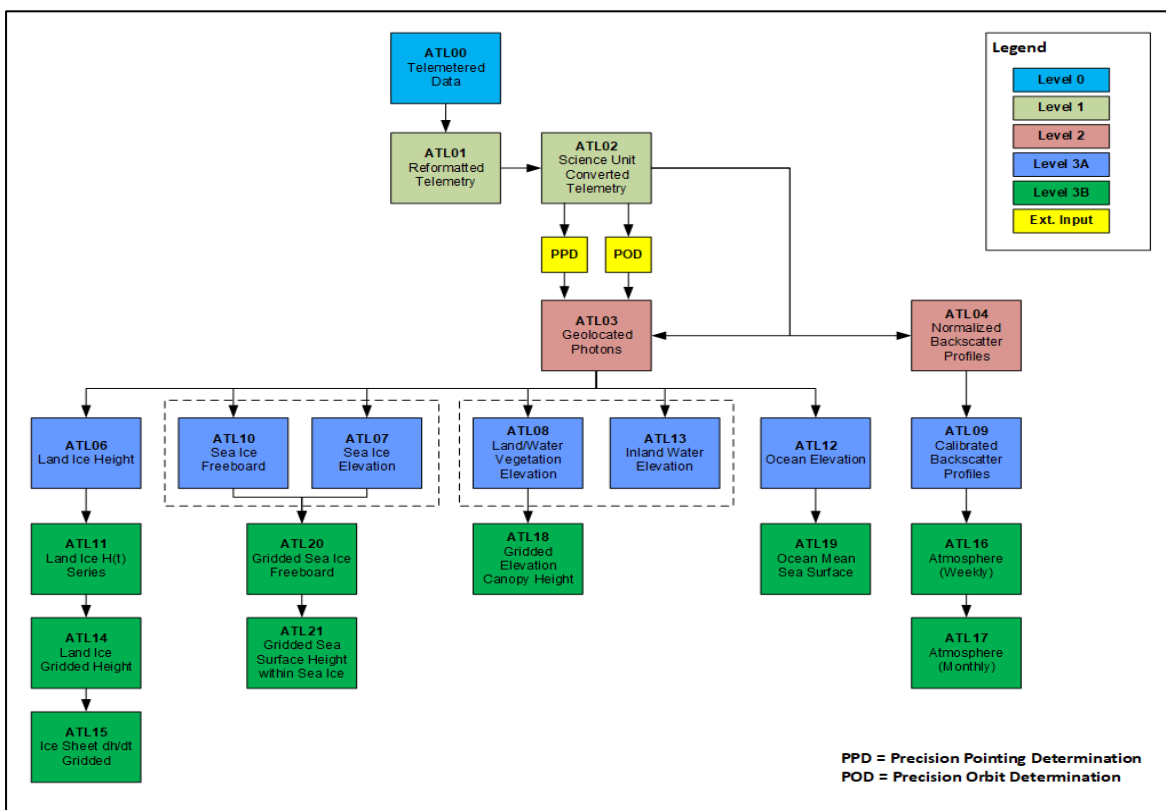 ATL00
Telemetered
Data
Legend
Level 0
Level 1
Level 2
Level 3A
Level 3B
Ext. Input
ATL01
Reformatted
Telemetry
ATL02
Science Unit
Converted
Telemetry
PPD
POD
ATL03
Geolocated
Photons
ATL04
Normalized
Backscatter
Profiles
ATL06
Land Ice Height
ATL10
Sea Ice
Freeboard
ATL07
Sea Ice
Elevation
ATL08
Land/Water
Vegetation
Elevation
ATL13
Inland Water
Elevation
ATL12
Ocean Elevation
ATL09
Calibrated
Backscatter
Profiles
ATL11
Land Ice H(t)
Series
ATL20
Gridded Sea Ice
Freeboard
ATL18
Gridded
Elevation
Canopy Height
ATL19
Ocean Mean
Sea Surface
ATL16
Atmosphere
(Weekly)
ATL14
Land Ice
Gridded Height
ATL21
Gridded Sea
Surface Height
within Sea Ice
ATL17
Atmosphere
(Monthly)
ATL15
Ice Sheet dh/dt
Gridded
PPD = Precision Pointing Determination
POD = Precision Orbit Determination